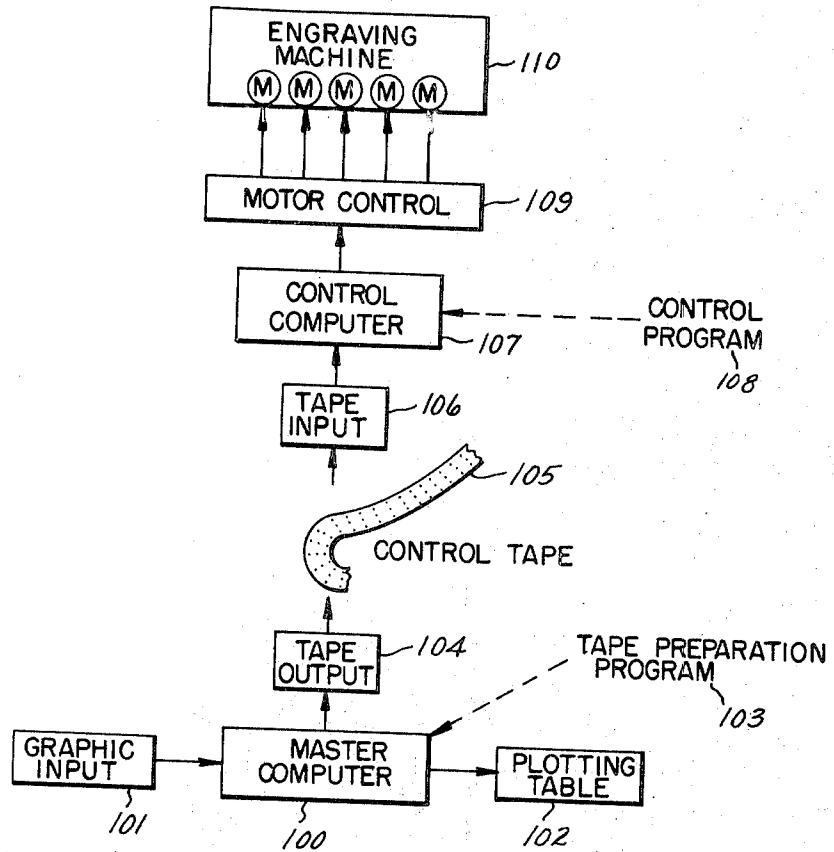 ENGRAVING
MACHINE
110
M M M M M
MOTOR CONTROL
109
CONTROL
COMPUTER
107
CONTROL
PROGRAM
108
TAPE
INPUT
106
105
CONTROL TAPE
TAPE
OUTPUT
104
TAPE PREPARATION
PROGRAM
103
GRAPHIC
INPUT
101
MASTER
COMPUTER
100
PLOTTING
TABLE
102